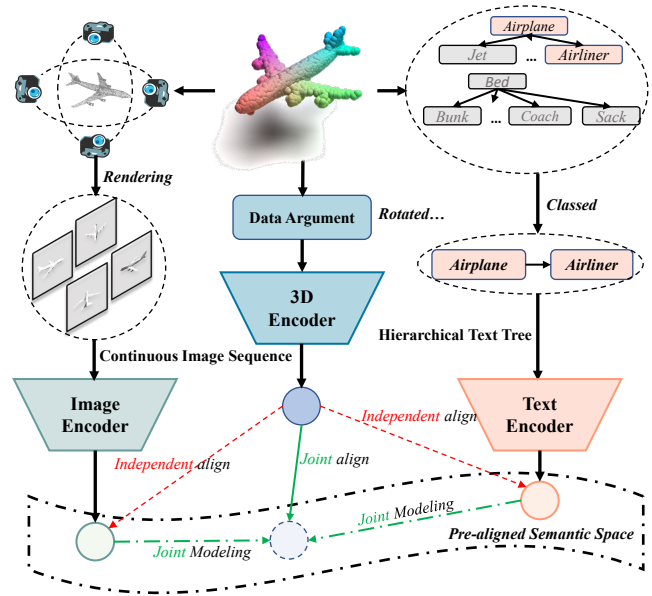 Airplane
Jet ... Airliner
Bed
Bunk ... Coach Sack
Rendering
Data Argument
Rotated...
Classed
Airplane Airliner
3D
Encoder
Continuous Image Sequence
Hierarchical Text Tree
Image
Encoder
Text
Encoder
Independent align
Independent align
Joint align
Joint Modeling
Joint Modeling
Pre-aligned Semantic Space